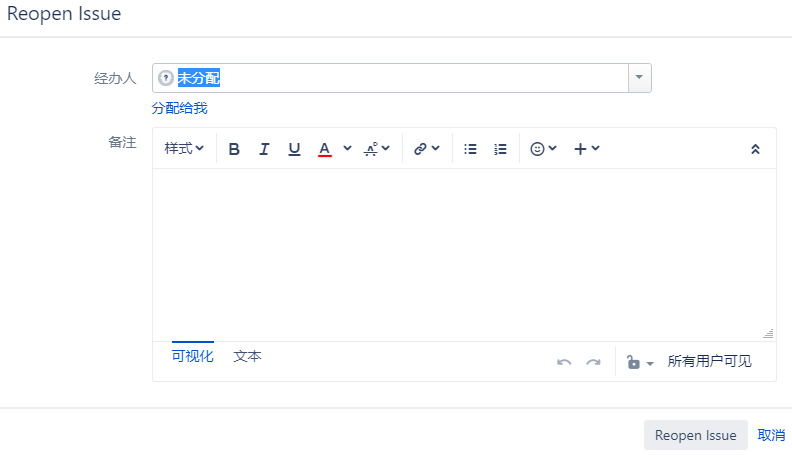 Reopen Issue
经办人
未分配
分配给我
备注
样式 B I U A
可视化 文本 所有用户可见
Reopen Issue 取消